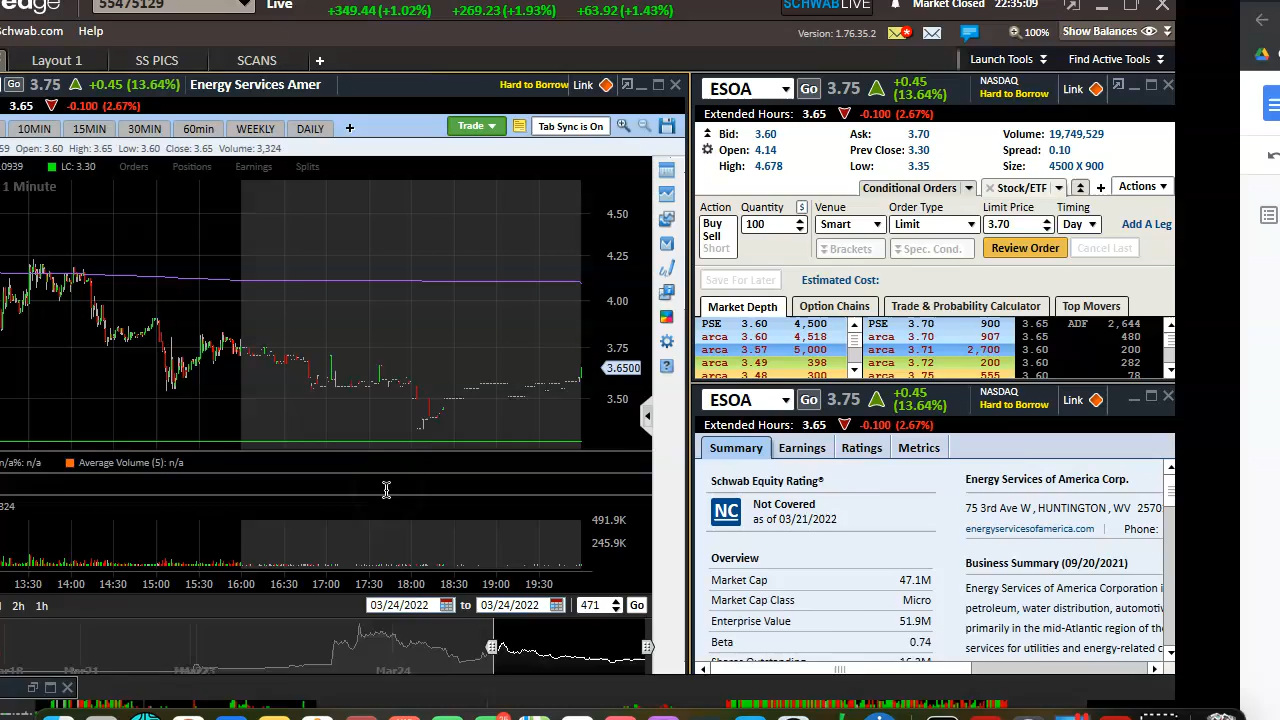 edge
55475129
Live
+349.44 (+1.02%)
+269.23 (+1.93%)
+63.92 (+1.43%)
SCHWABLIVE
Market Closed
22:35:09
Schwab.com
Help
Version: 1.76.35.2
100%
Show Balances
Layout 1
SS PICS
SCANS
+
Launch Tools
Find Active Tools
Go
3.75
+0.45 (13.64%)
Energy Services Amer
Hard to Borrow
Link
3.65
-0.100 (2.67%)
10MIN
15MIN
30MIN
60min
WEEKLY
DAILY
+
Trade
Tab Sync is On
59
Open: 3.60
High: 3.65
Low: 3.60
Close: 3.65
Volume: 3,324
10939
LC: 3.30
Orders
Positions
Earnings
Splits
1 Minute
4.50
4.25
4.00
3.75
3.6500
3.50
n/a%: n/a
Average Volume (5): n/a
324
491.9K
245.9K
13:30
14:00
14:30
15:00
15:30
16:00
16:30
17:00
17:30
18:00
18:30
19:00
19:30
2h
1h
03/24/2022
to
03/24/2022
471
Go
Mar24
ESOA
Go
3.75
+0.45
(13.64%)
NASDAQ
Hard to Borrow
Link
Extended Hours: 3.65
-0.100 (2.67%)
Bid: 3.60
Ask: 3.70
Volume: 19,749,529
Open: 4.14
Prev Close: 3.30
Spread: 0.10
High: 4.678
Low: 3.35
Size: 4500 X 900
Conditional Orders
Stock/ETF
+
Actions
Action
Quantity
$
Venue
Order Type
Limit Price
Timing
Buy
Sell
Short
100
Smart
Limit
3.70
Day
Add A Leg
Brackets
Spec. Cond.
Review Order
Cancel Last
Save For Later
Estimated Cost:
Market Depth
Option Chains
Trade & Probability Calculator
Top Movers
PSE 3.60 4,500
PSE 3.70 900
3.65 ADF 2,644
arca 3.60 4,518
arca 3.70 907
3.65 480
arca 3.57 5,000
arca 3.71 2,700
3.60 200
arca 3.49 398
arca 3.72 200
3.60 282
arca 3.48 300
arca 3.75 555
3.60 78
ESOA
Go
3.75
+0.45
(13.64%)
NASDAQ
Hard to Borrow
Link
Extended Hours: 3.65
-0.100 (2.67%)
Summary
Earnings
Ratings
Metrics
Schwab Equity Rating®
NC
Not Covered
as of 03/21/2022
Overview
Market Cap 47.1M
Market Cap Class Micro
Enterprise Value 51.9M
Beta 0.74
Energy Services of America Corp.
75 3rd Ave W , HUNTINGTON , WV 2570
energyservicesofamerica.com
Phone:
Business Summary (09/20/2021)
Energy Services of America Corporation i
petroleum, water distribution, automotiv
primarily in the mid-Atlantic region of the
services for utilities and energy-related c